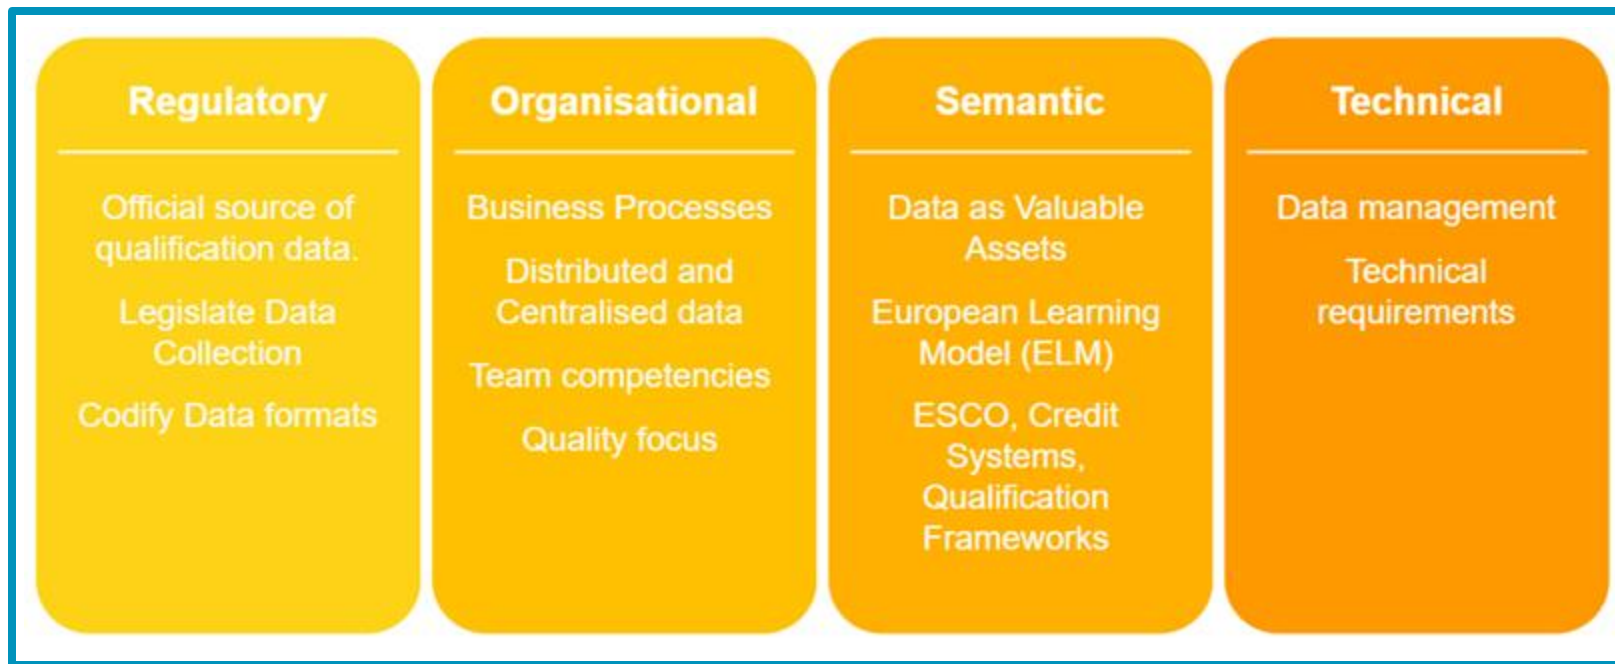 Regulatory
Official source of
qualification data.
Legislate Data
Collection
Codify Data formats
Organisational
Business Processes
Distributed and
Centralised data
Team competencies
Quality focus
Semantic
Data as Valuable
Assets
European Learning
Model (ELM)
ESCO, Credit
Systems,
Qualification
Frameworks
Technical
Data management
Technical
requirements